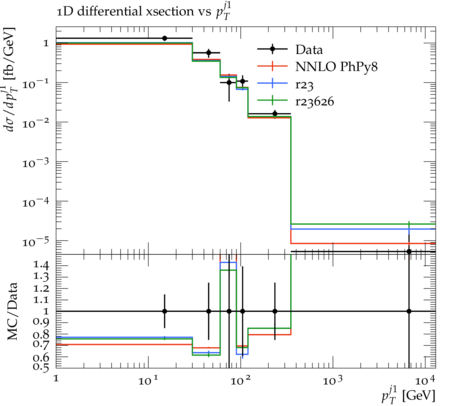 1D differential xsection vs p_T^{j1}
dσ/dp_T^{j1} [fb/GeV]
1
10^{-1}
10^{-2}
10^{-3}
10^{-4}
10^{-5}
Data
NNLO PhPy8
r23
r23626
MC/Data
1.4
1.3
1.2
1.1
1
0.9
0.8
0.7
0.6
0.5
1
10^1
10^2
10^3
10^4
p_T^{j1} [GeV]